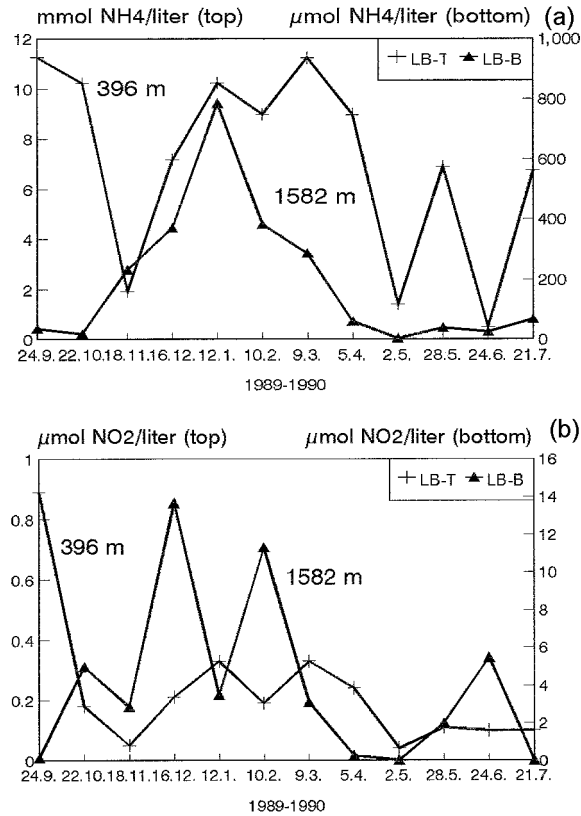 mmol NH4/liter (top) µmol NH4/liter (bottom) (a)
12 1,000
LB-T LB-B
10 396 m 800
8
600
6
1582 m
4 400
2 200
0 0
24.9. 22.10. 18.11. 16.12. 12.1. 10.2. 9.3. 5.4. 2.5. 28.5. 24.6. 21.7.
1989-1990
µmol NO2/liter (top) µmol NO2/liter (bottom) (b)
1 16
LB-T LB-B
14
0.8 396 m 1582 m
12
0.6 10
8
0.4 6
4
0.2
2
0 0
24.9. 22.10. 18.11. 16.12. 12.1. 10.2. 9.3. 5.4. 2.5. 28.5. 24.6. 21.7.
1989-1990